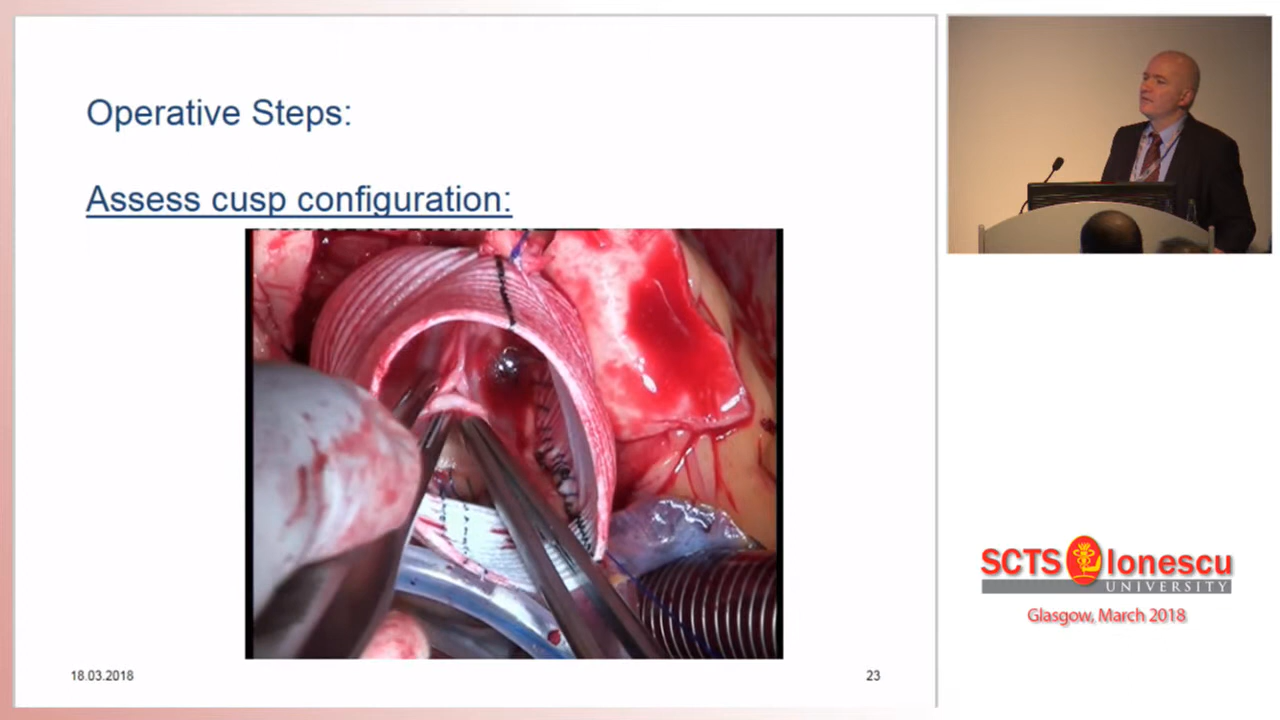 Operative Steps:
Assess cusp configuration:
18.03.2018
23
SCTS Ionescu
UNIVERSITY
Glasgow, March 2018